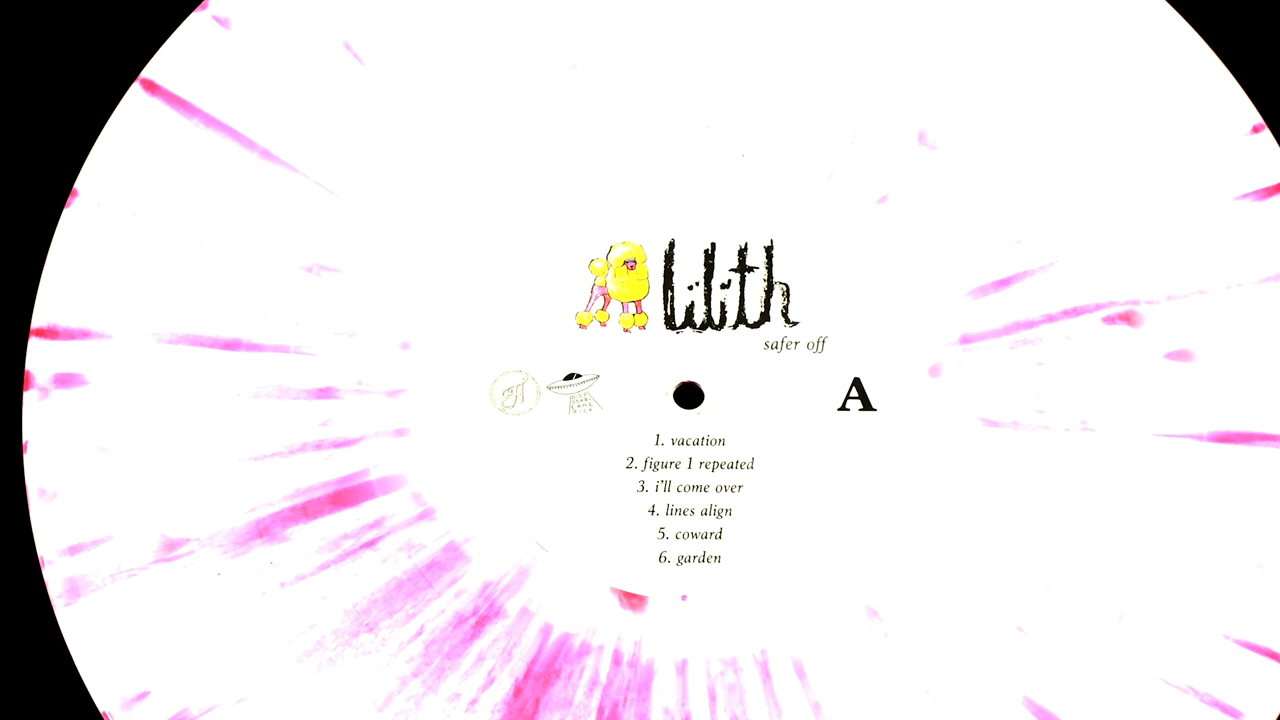 lilith
safer off
A
1. vacation
2. figure 1 repeated
3. i'll come over
4. lines align
5. coward
6. garden